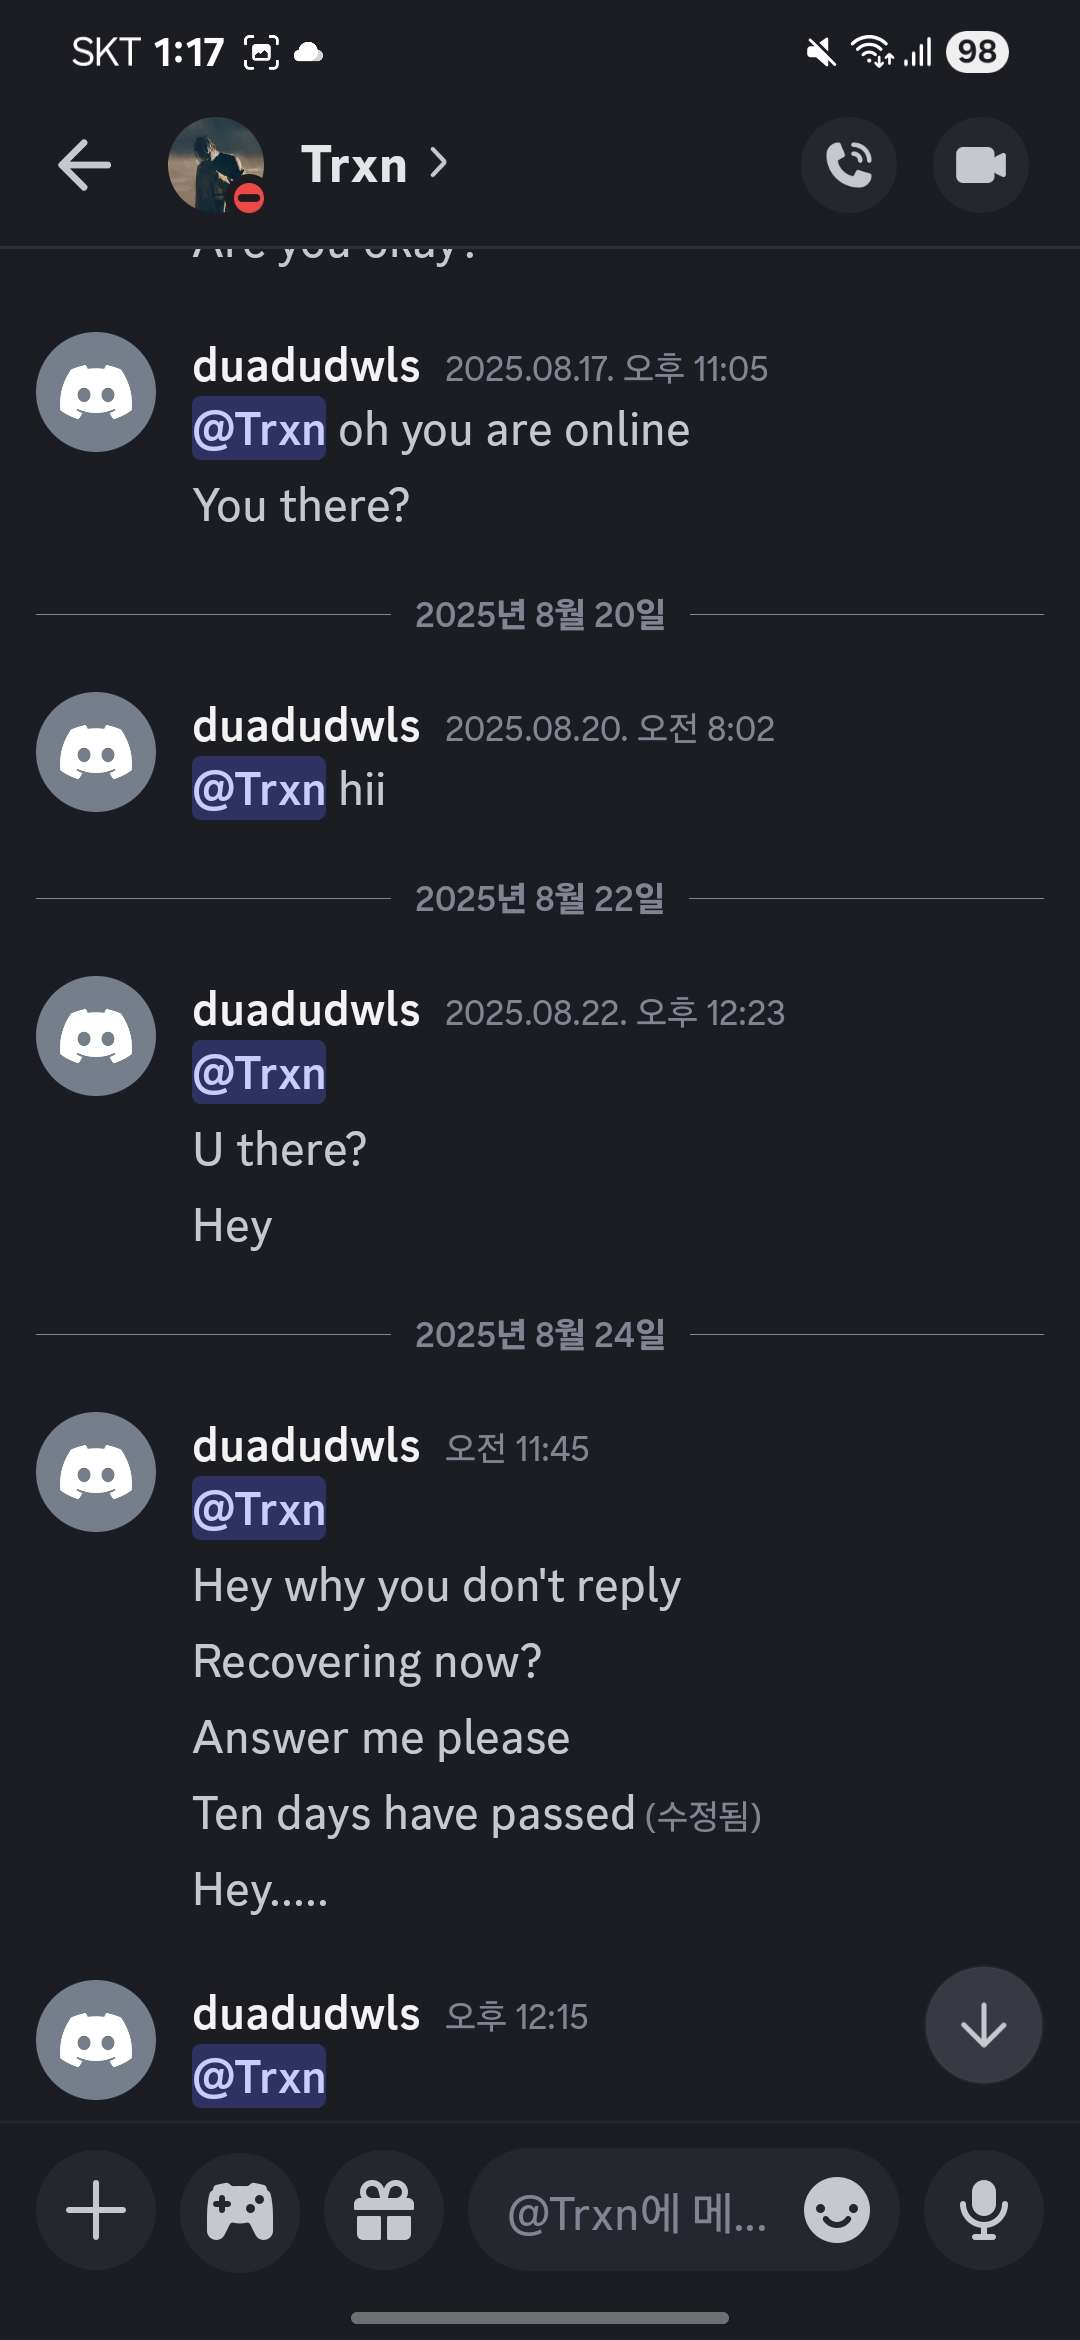 SKT 1:17 98
Trxn
Are you okay?
duadudwls 2025.08.17. 오후 11:05
@Trxn oh you are online
You there?
2025년 8월 20일
duadudwls 2025.08.20. 오전 8:02
@Trxn hii
2025년 8월 22일
duadudwls 2025.08.22. 오후 12:23
@Trxn
U there?
Hey
2025년 8월 24일
duadudwls 오전 11:45
@Trxn
Hey why you don't reply
Recovering now?
Answer me please
Ten days have passed (수정됨)
Hey.....
duadudwls 오후 12:15
@Trxn
@Trxn에 메...